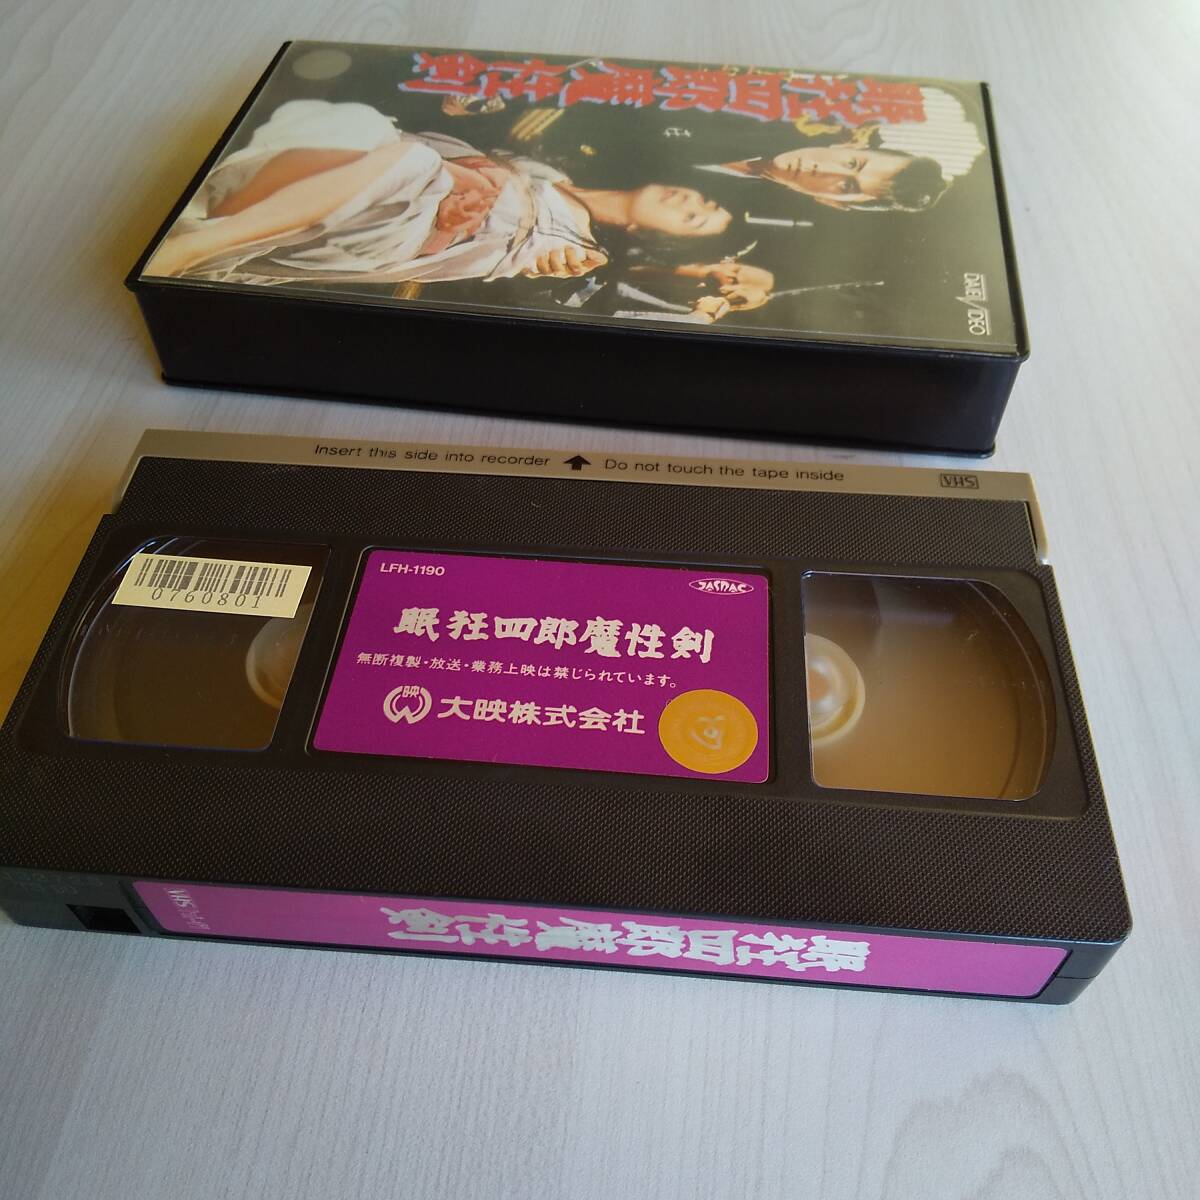 眠狂四郎魔性剣
DAIEI VIDEO
Insert this side into recorder
Do not touch the tape inside
VHS
0760801
LFH-1190
JASRAC
眠狂四郎魔性剣
無断複製・放送・業務上映は禁じられています。
大映株式会社
VHS
眠狂四郎魔性剣